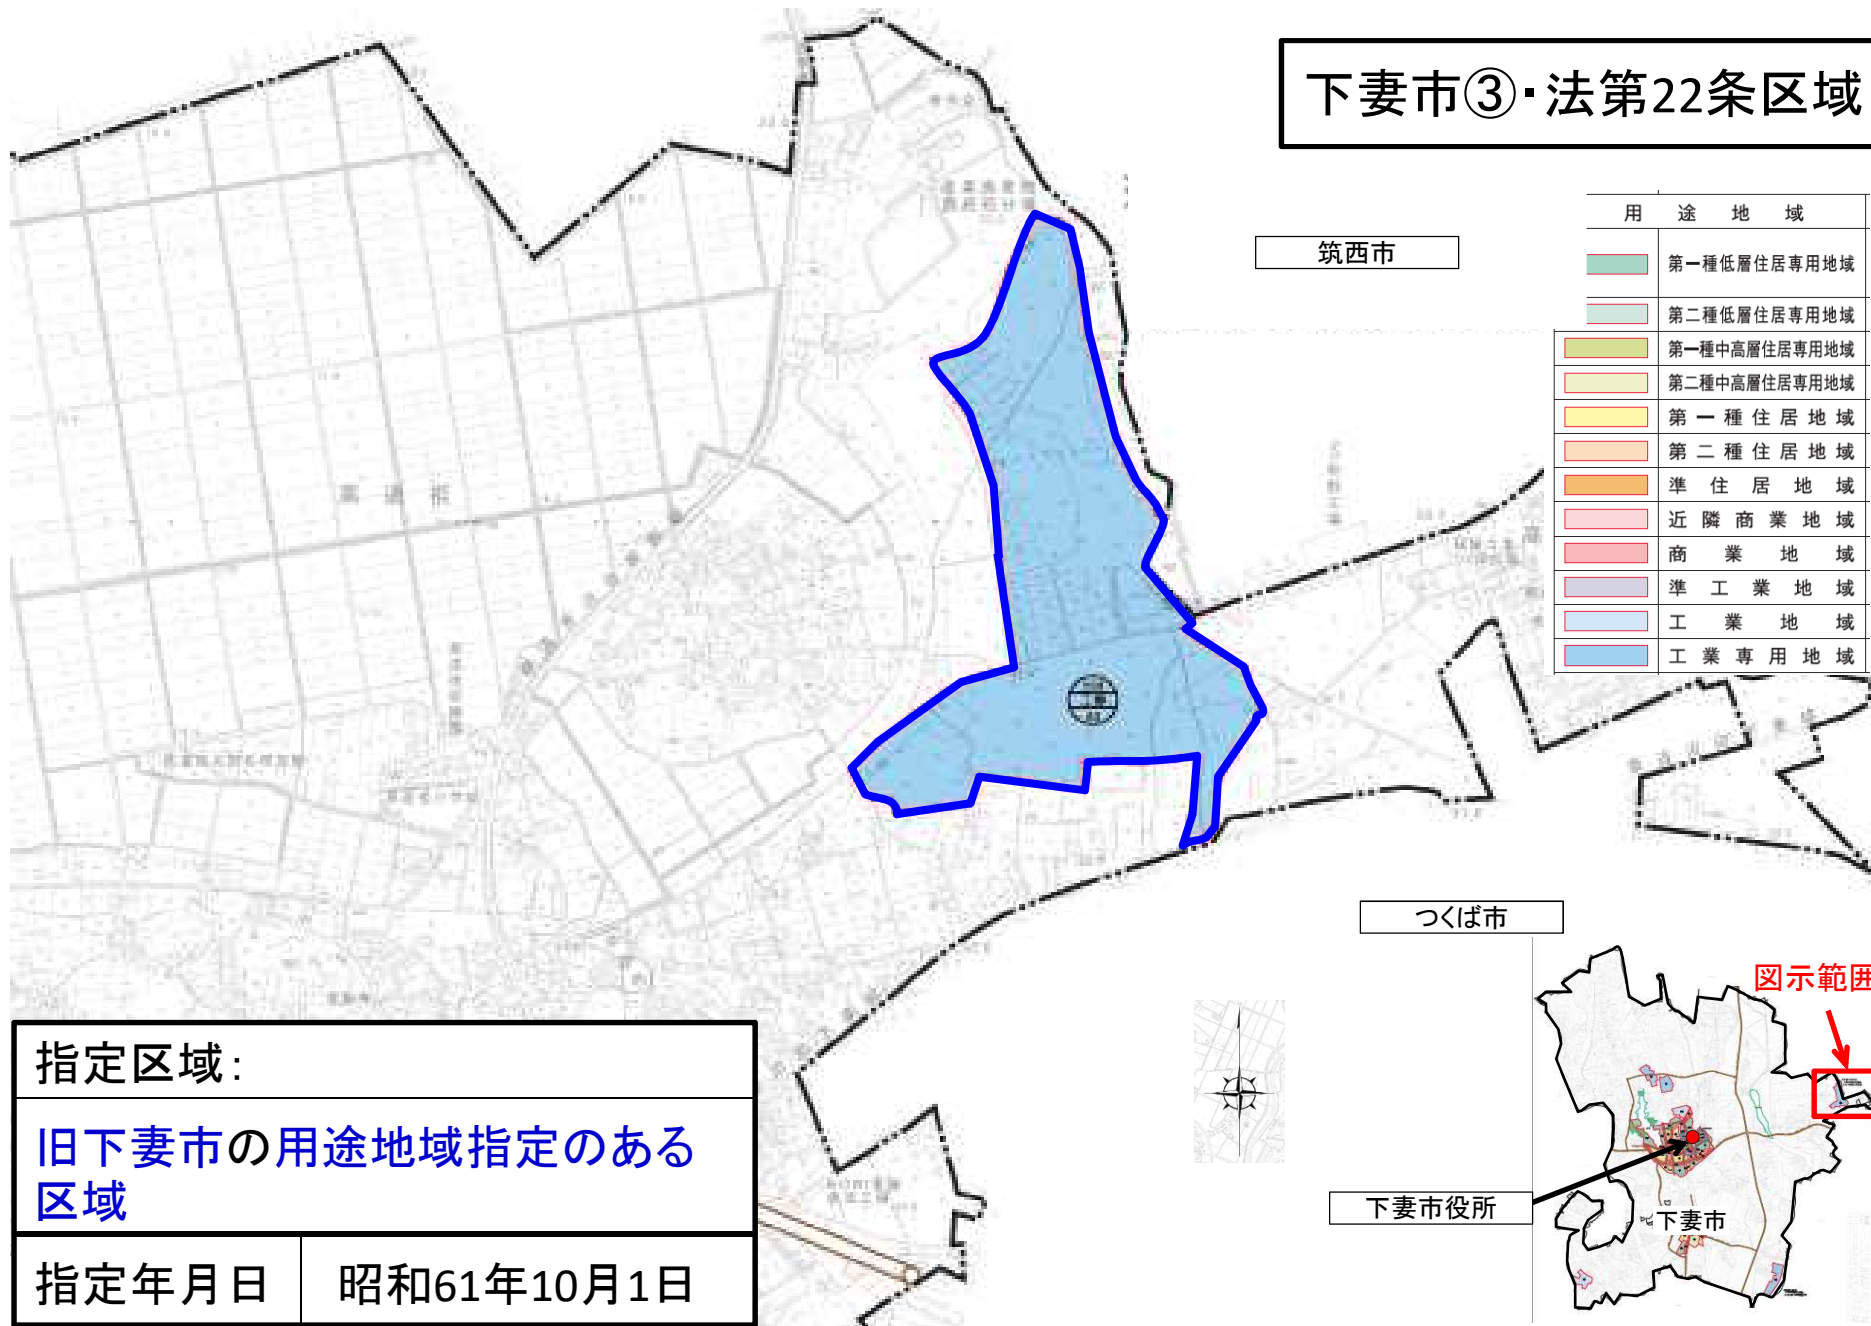 下妻市③・法第22条区域
筑西市
用途地域
第一種低層住居専用地域
第二種低層住居専用地域
第一種中高層住居専用地域
第二種中高層住居専用地域
第一種住居地域
第二種住居地域
準住居地域
近隣商業地域
商業地域
準工業地域
工業地域
工業専用地域
つくば市
図示範囲
下妻市役所
下妻市
指定区域:
旧下妻市の用途地域指定のある
区域
指定年月日 昭和61年10月1日